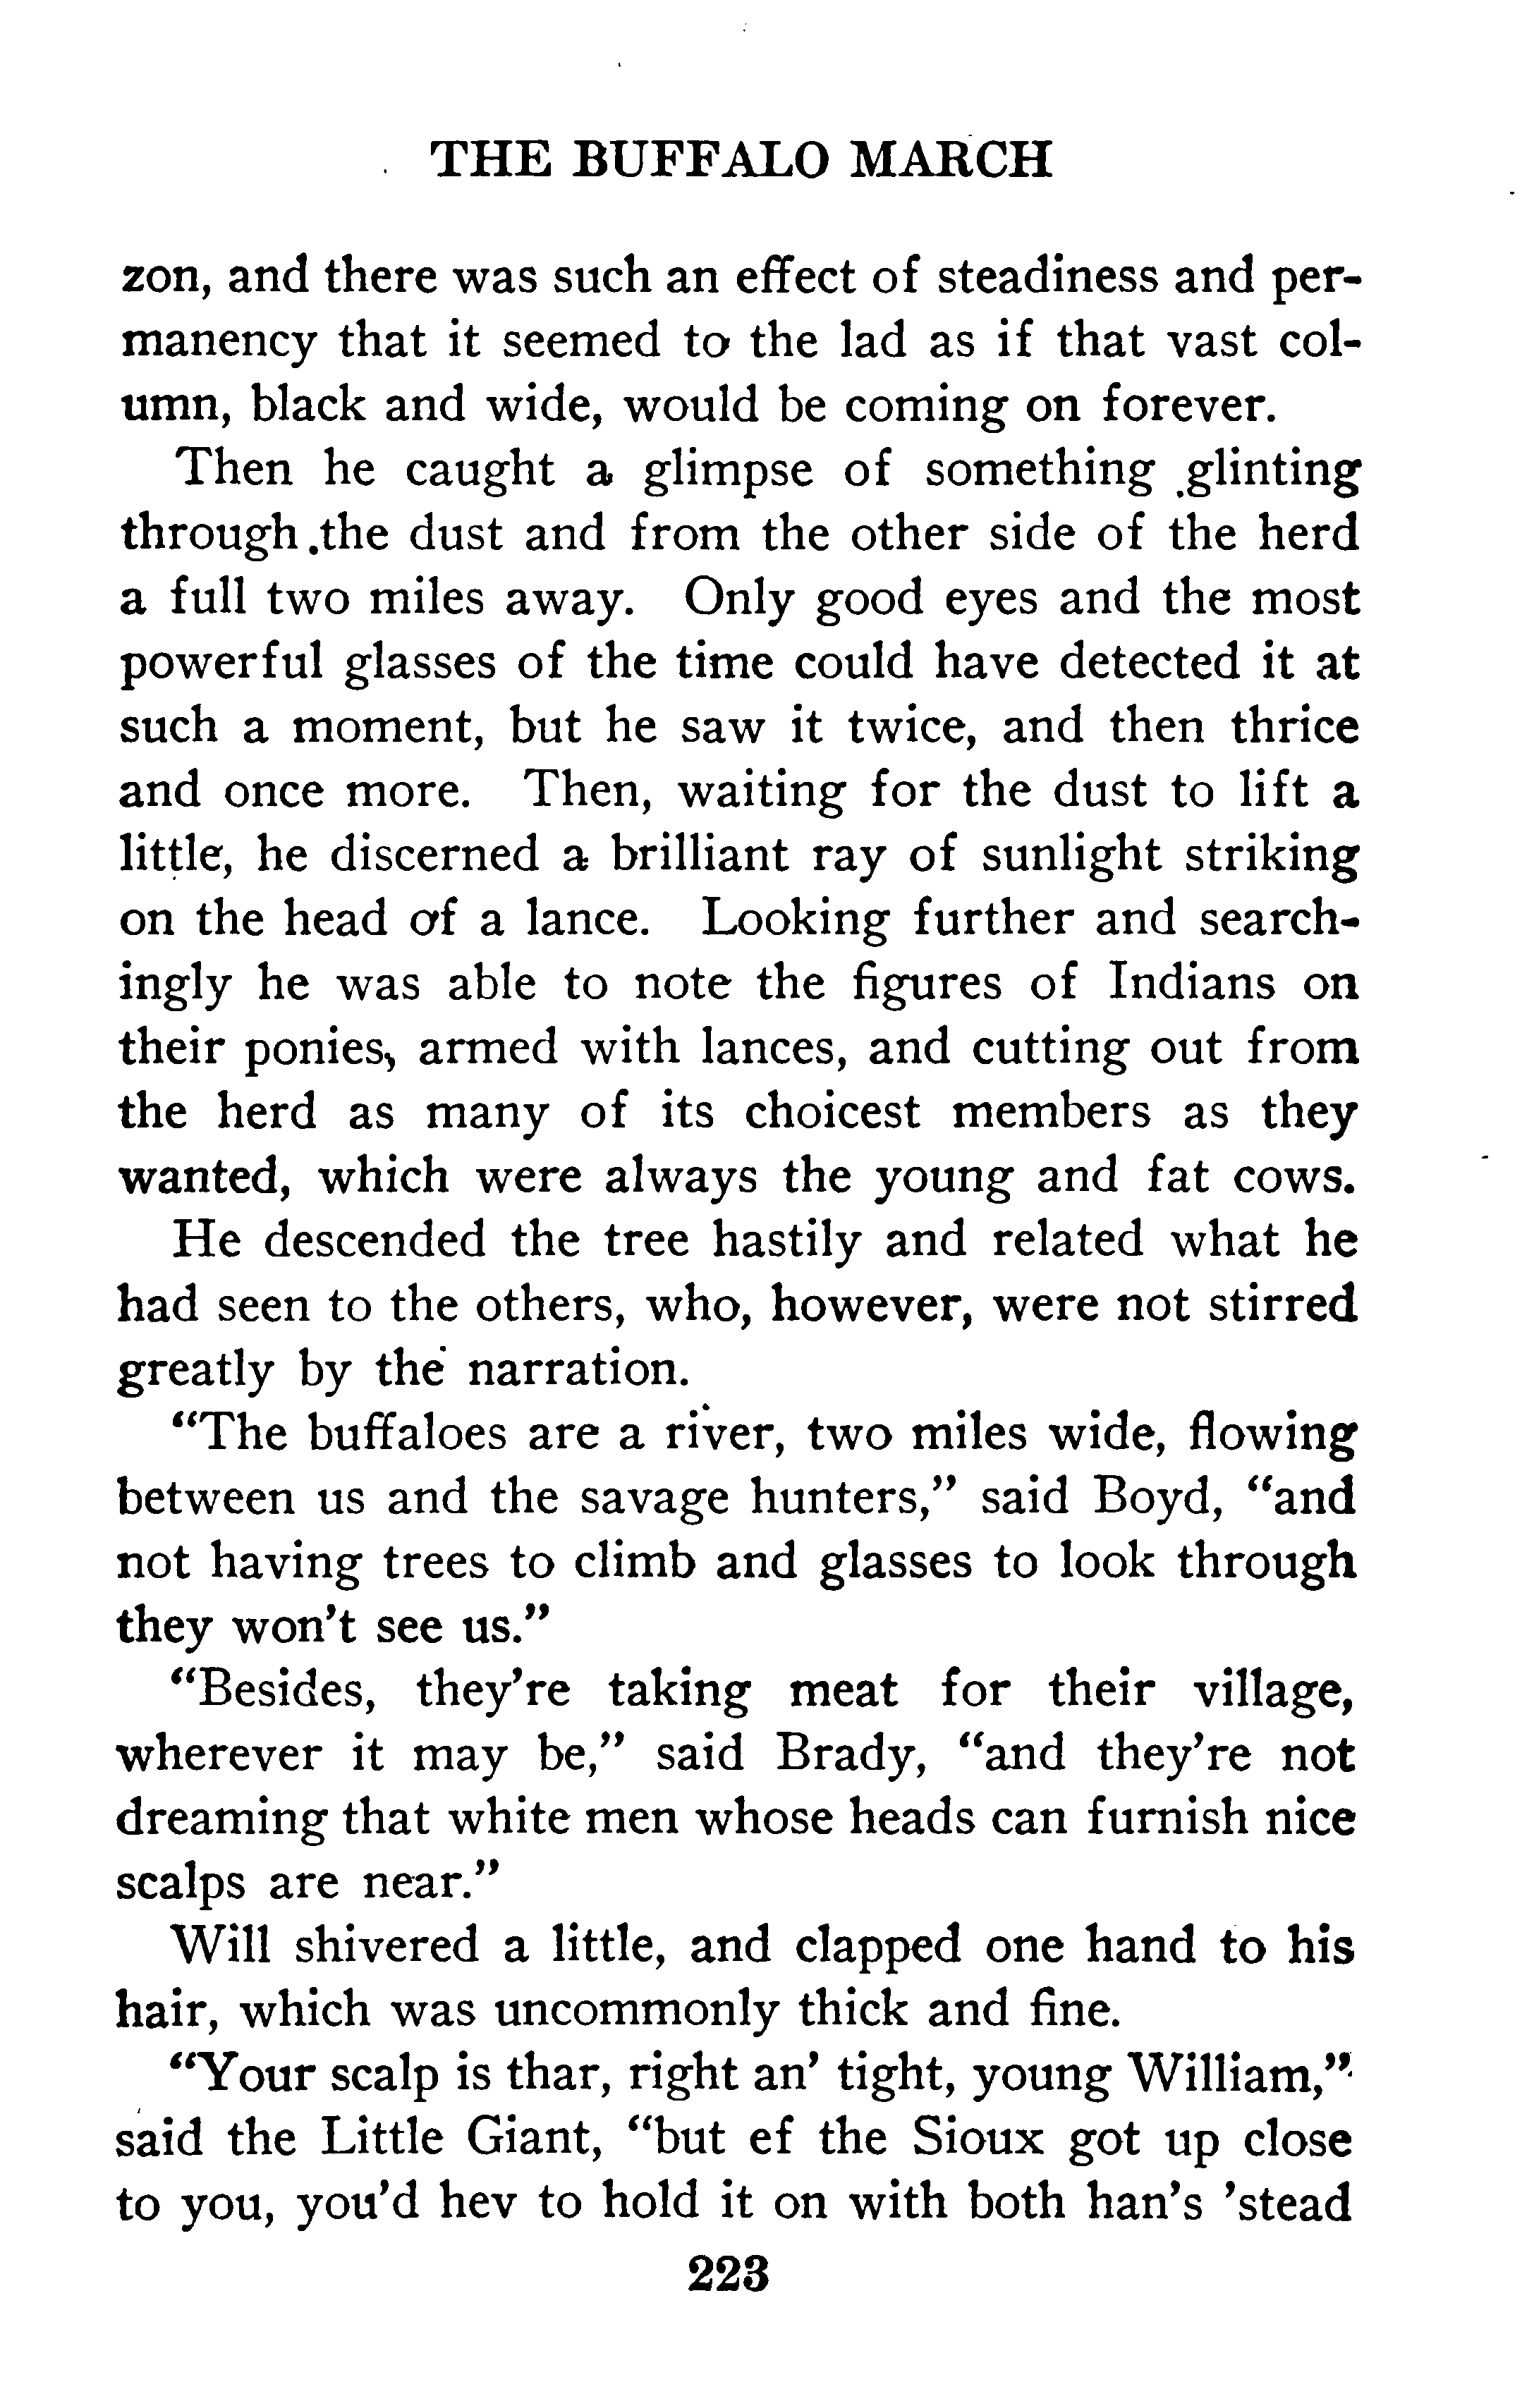 THE BUFFALO MARCH
zon, and there was such an effect of steadiness and per-
manency that it seemed to the lad as if that vast col-
umn, black and wide, would be coming on forever.
Then he caught a glimpse of something glinting
through the dust and from the other side of the herd
a full two miles away. Only good eyes and the most
powerful glasses of the time could have detected it at
such a moment, but he saw it twice, and then thrice
and once more. Then, waiting for the dust to lift a
little, he discerned a brilliant ray of sunlight striking
on the head of a lance. Looking further and search-
ingly he was able to note the figures of Indians on
their ponies, armed with lances, and cutting out from
the herd as many of its choicest members as they
wanted, which were always the young and fat cows.
He descended the tree hastily and related what he
had seen to the others, who, however, were not stirred
greatly by the narration.
“The buffaloes are a river, two miles wide, flowing
between us and the savage hunters,” said Boyd, “and
not having trees to climb and glasses to look through
they won’t see us.”
“Besides, they’re taking meat for their village,
wherever it may be,” said Brady, “and they’re not
dreaming that white men whose heads can furnish nice
scalps are near.”
Will shivered a little, and clapped one hand to his
hair, which was uncommonly thick and fine.
“Your scalp is thar, right an’ tight, young William,”
said the Little Giant, “but ef the Sioux got up close
to you, you’d hev to hold it on with both han’s ’stead
223